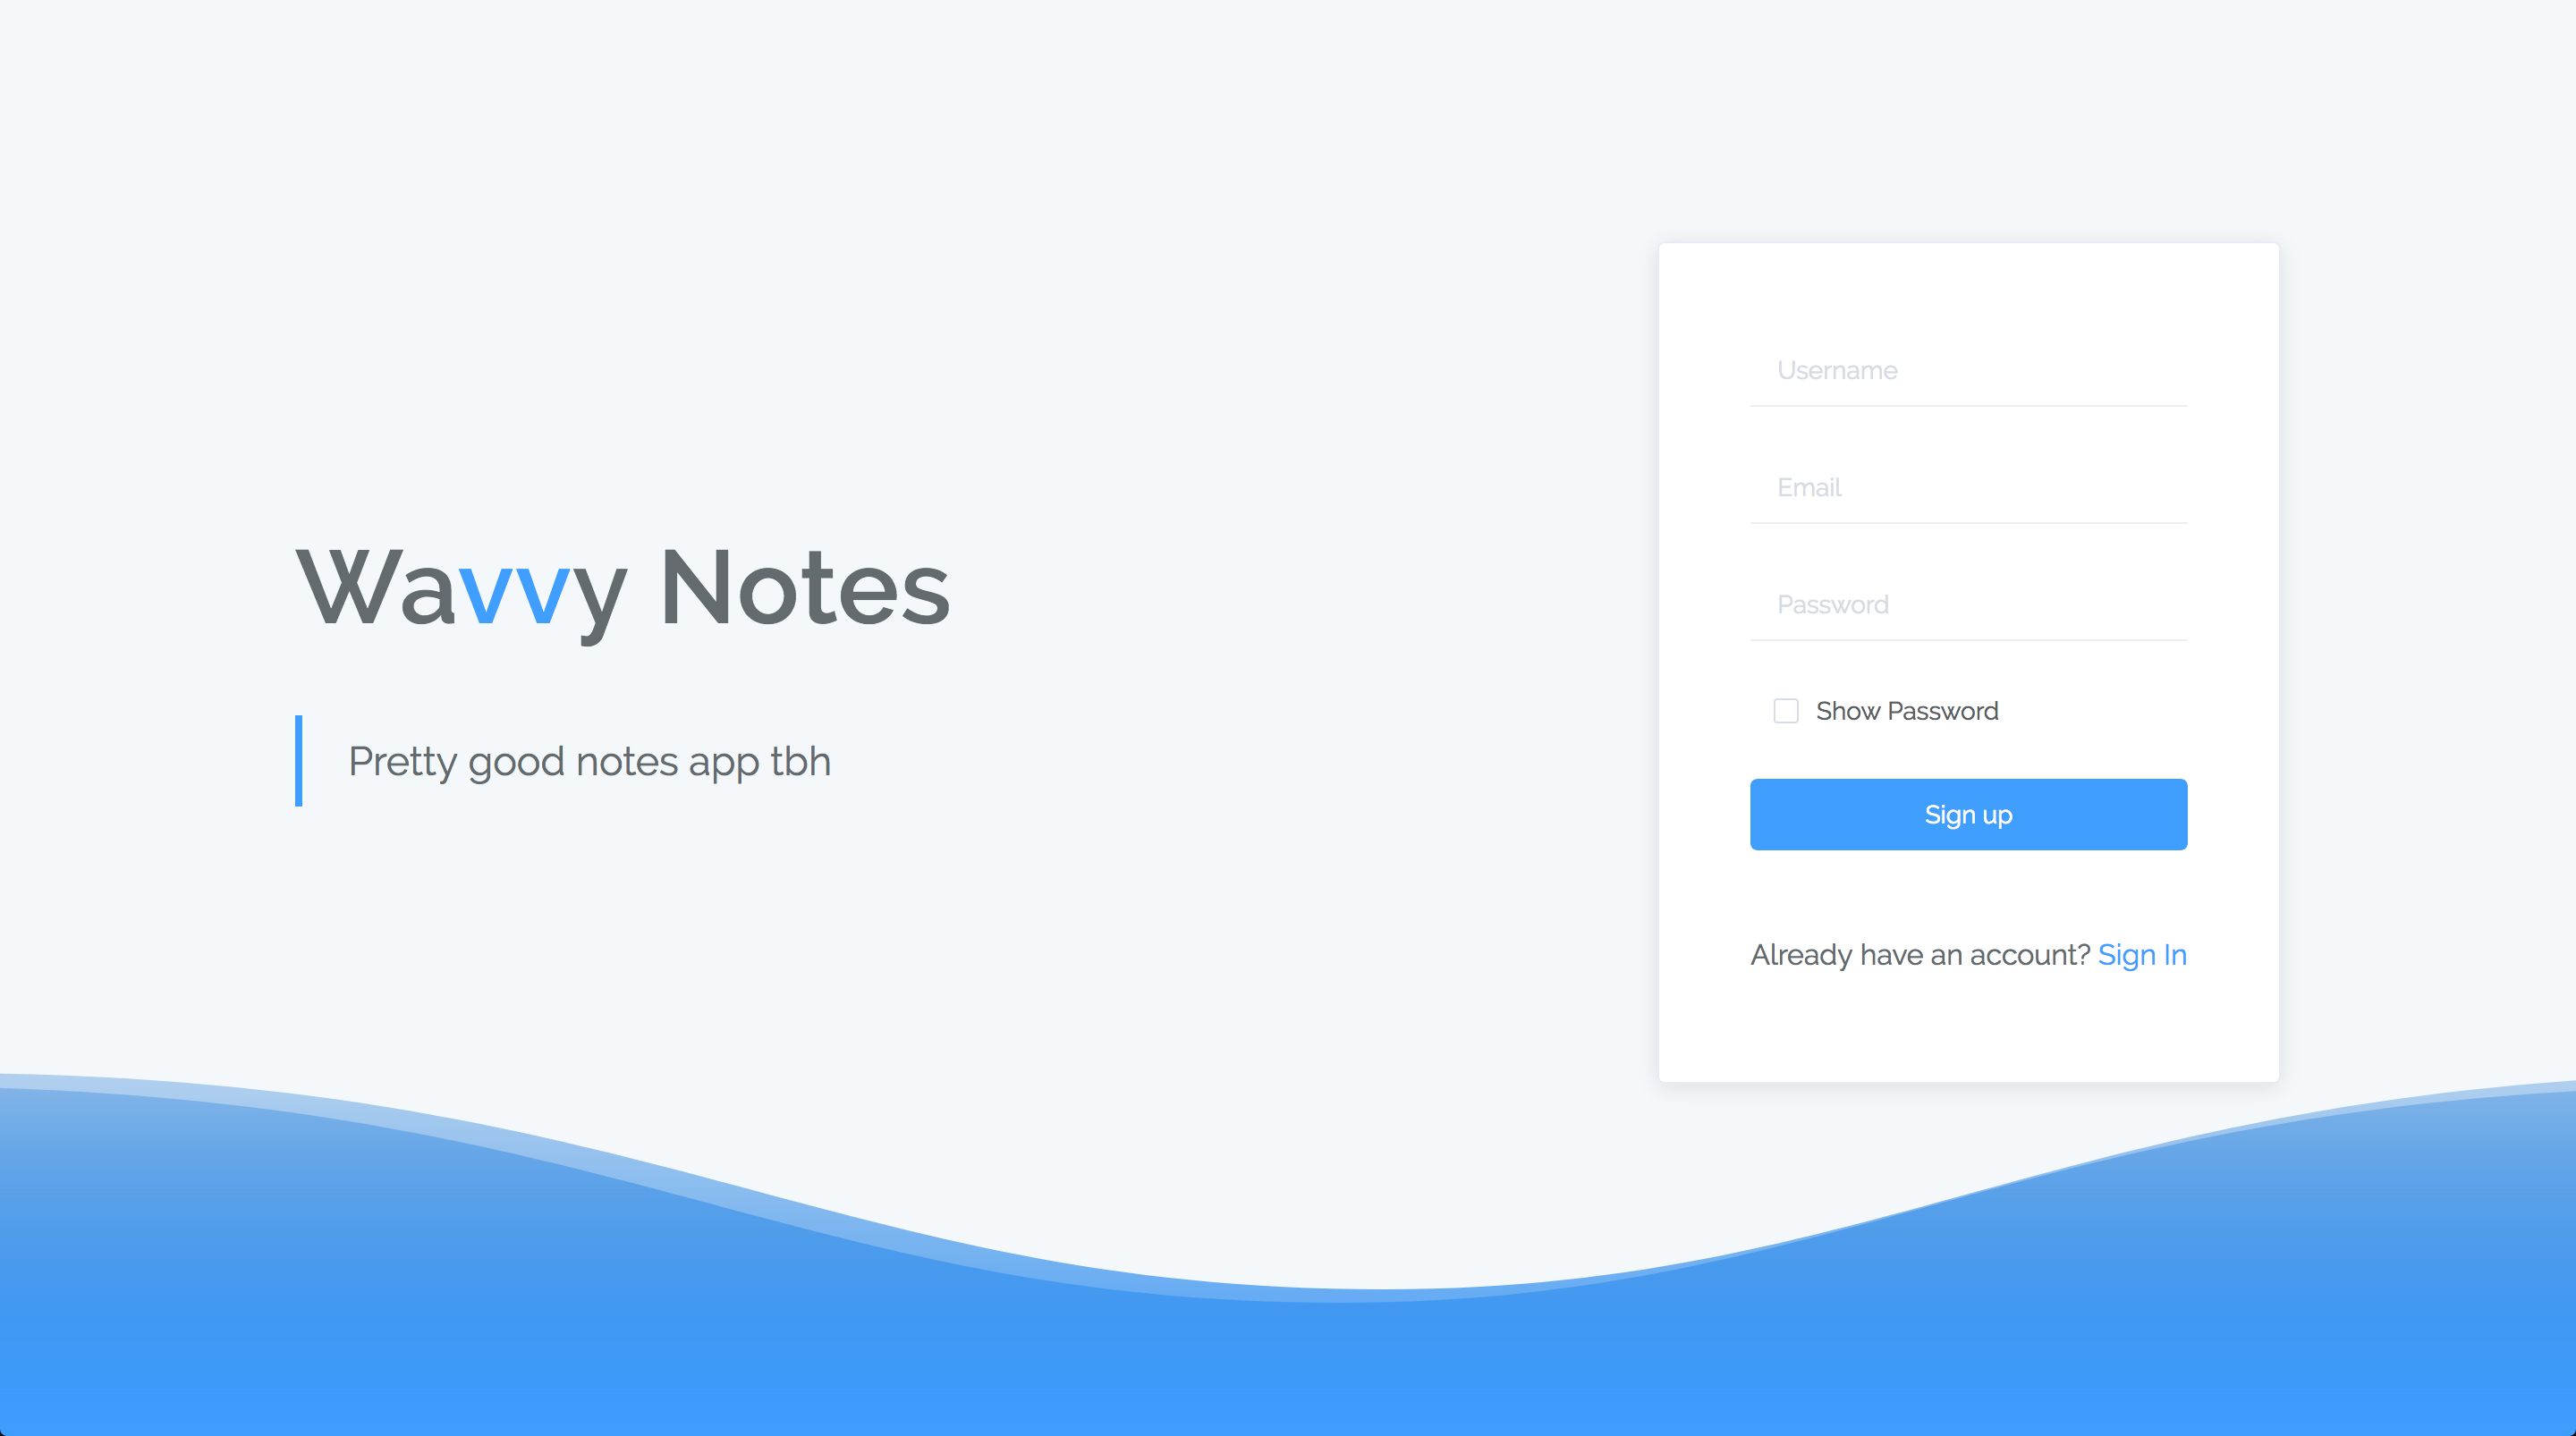 Wavvy Notes
Pretty good notes app tbh
Username
Email
Password
Show Password
Sign up
Already have an account? Sign In